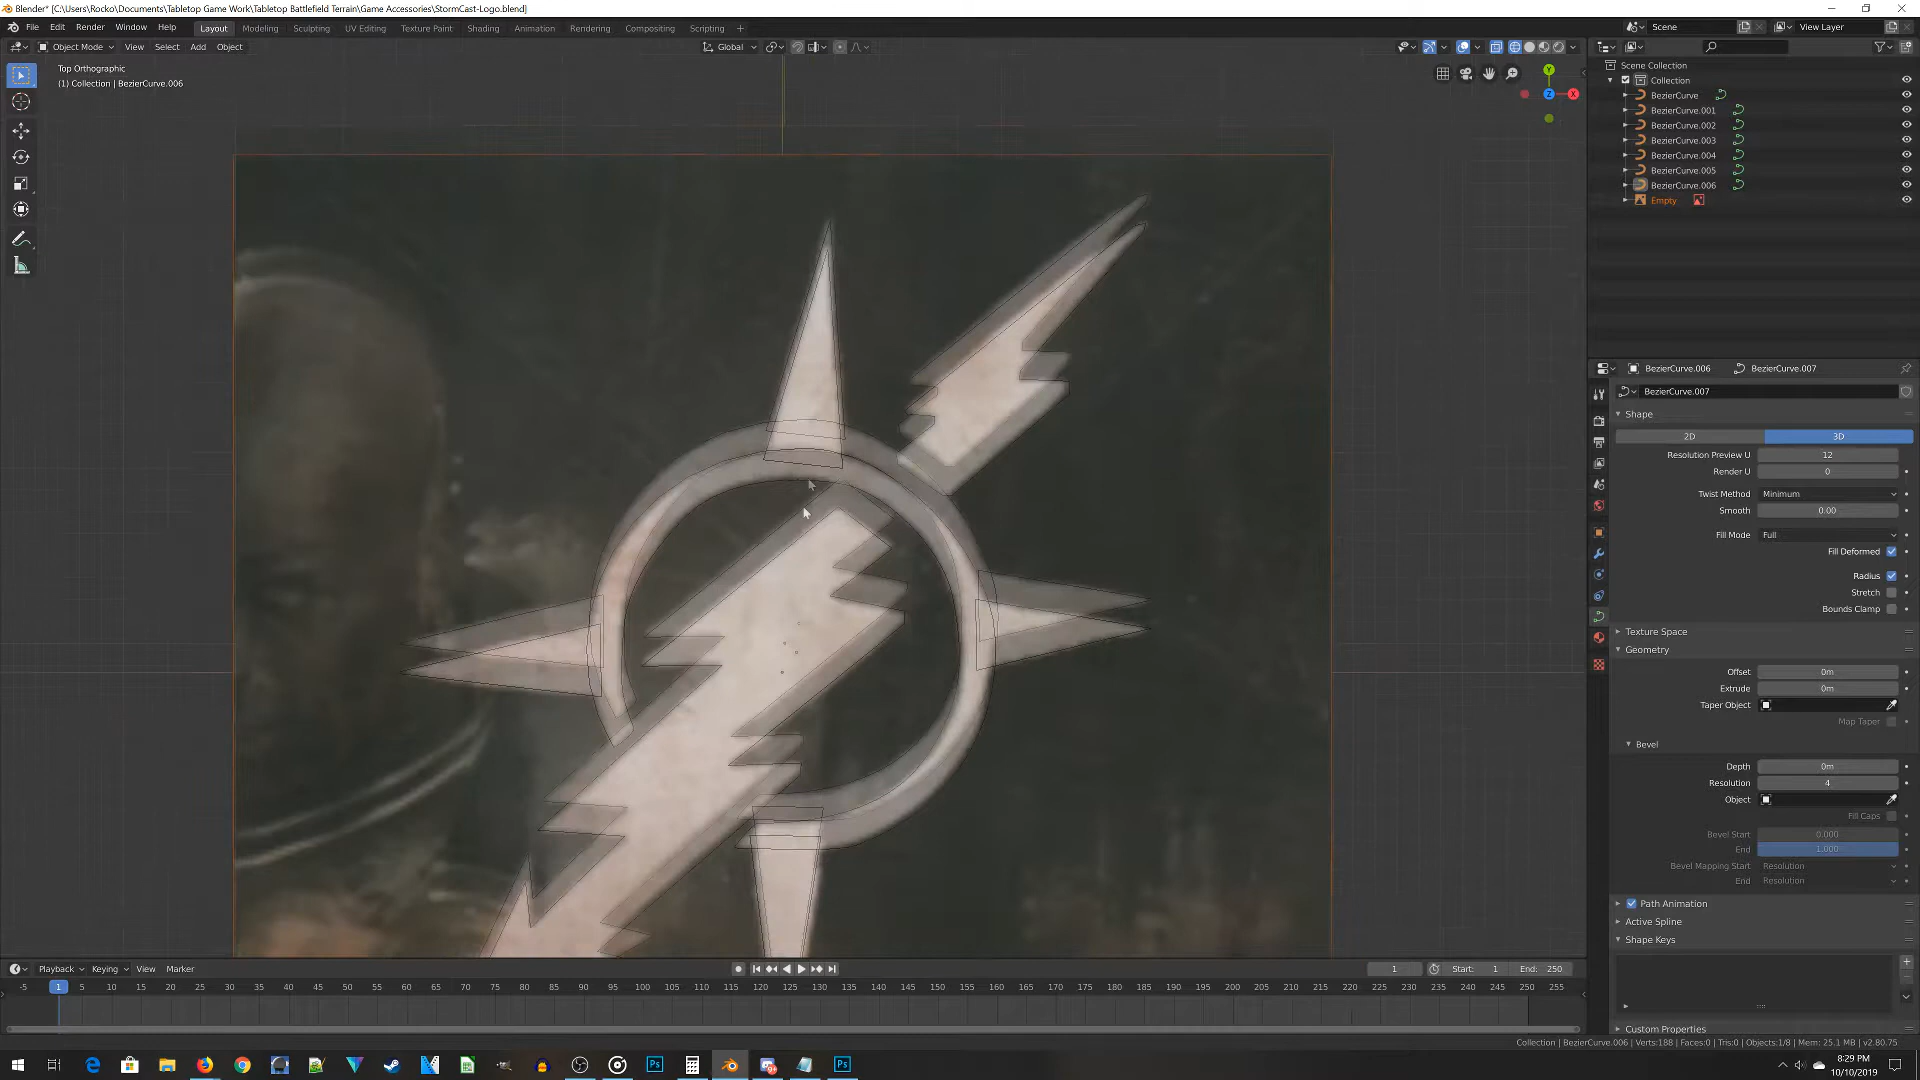 Blender* [C:\Users\Rocko\Documents\Tabletop Game Work\Tabletop Battlefield Terrain\Game Accessories\StormCast-Logo.blend]
File Edit Render Window Help Layout Modeling Sculpting UV Editing Texture Paint Shading Animation Rendering Compositing Scripting + Scene View Layer
Object Mode View Select Add Object Global
Top Orthographic
(1) Collection | BezierCurve.006
Y
X
Z
Scene Collection
Collection
BezierCurve
BezierCurve.001
BezierCurve.002
BezierCurve.003
BezierCurve.004
BezierCurve.005
BezierCurve.006
Empty
BezierCurve.006 BezierCurve.007
BezierCurve.007
Shape
2D 3D
Resolution Preview U 12
Render U 0
Twist Method Minimum
Smooth 0.00
Fill Mode Full
Fill Deformed
Radius
Stretch
Bounds Clamp
Texture Space
Geometry
Offset 0m
Extrude 0m
Taper Object
Map Taper
Bevel
Depth 0m
Resolution 4
Object
Fill Caps
Bevel Start 0.000
End 1.000
Bevel Mapping Start Resolution
End Resolution
Path Animation
Active Spline
Shape Keys
Custom Properties
Playback Keying View Marker 1 Start: 1 End: 250
-5 1 5 10 15 20 25 30 35 40 45 50 55 60 65 70 75 80 85 90 95 100 105 110 115 120 125 130 135 140 145 150 155 160 165 170 175 180 185 190 195 200 205 210 215 220 225 230 235 240 245 250 255
Collection | BezierCurve.006 | Verts:188 | Faces:0 | Tris:0 | Objects:1/8 | Mem: 25.1 MB | v2.80.75
Ps Ps
8:29 PM
10/10/2019